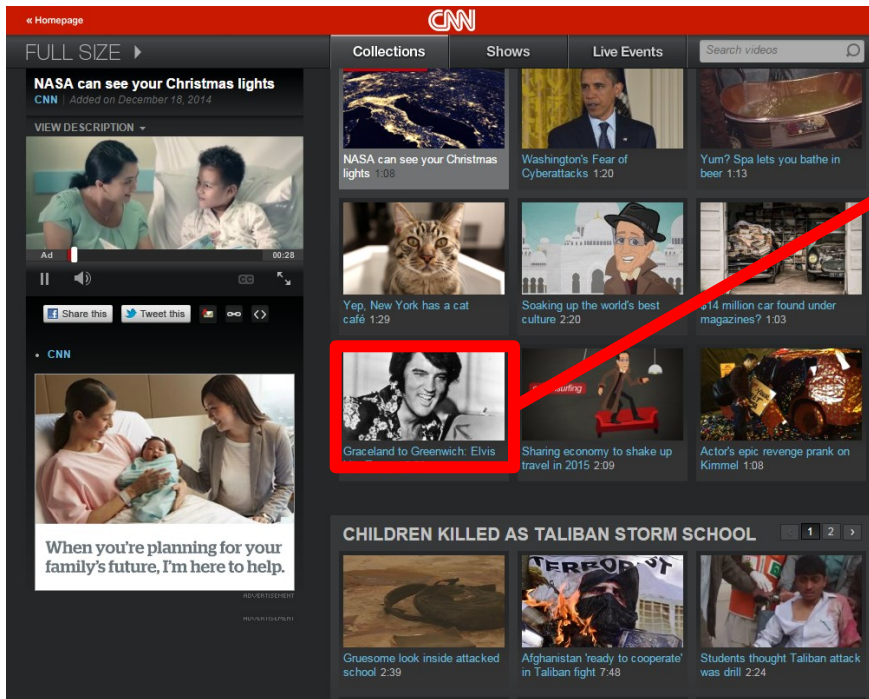 « Homepage
CNN
FULL SIZE
Collections
Shows
Live Events
Search videos
NASA can see your Christmas lights
CNN | Added on December 18, 2014
VIEW DESCRIPTION
Ad
00:28
CC
Share this
Tweet this
• CNN
When you're planning for your
family's future, I'm here to help.
ADVERTISEMENT
ADVERTISEMENT
NASA can see your Christmas
lights 1:08
Washington's Fear of
Cyberattacks 1:20
Yum? Spa lets you bathe in
beer 1:13
Yep, New York has a cat
café 1:29
Soaking up the world's best
culture 2:20
$14 million car found under
magazines? 1:03
Graceland to Greenwich: Elvis
surfing
Sharing economy to shake up
travel in 2015 2:09
Actor's epic revenge prank on
Kimmel 1:08
CHILDREN KILLED AS TALIBAN STORM SCHOOL
1 2
TERRORIST
Gruesome look inside attacked
school 2:39
Afghanistan 'ready to cooperate'
in Taliban fight 7:48
Students thought Taliban attack
was drill 2:24